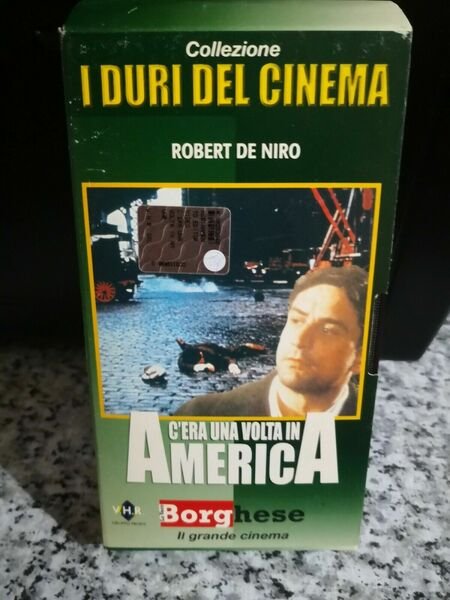 Collezione
I DURI DEL CINEMA
ROBERT DE NIRO
C'ERA UNA VOLTA IN
AMERICA
V.H.R.
Borghese
Il grande cinema